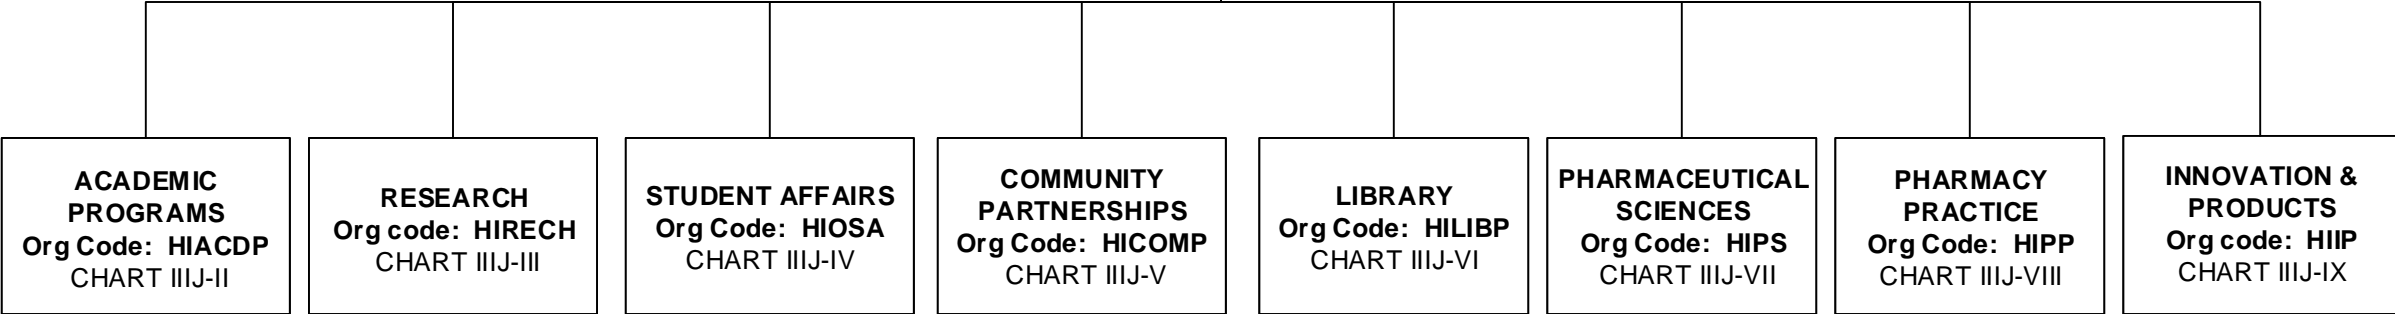 ACADEMIC
PROGRAMS
Org Code: HIACDP
CHART IIIJ-II
RESEARCH
Org code: HIRECH
CHART IIIJ-III
STUDENT AFFAIRS
Org Code: HIOSA
CHART IIIJ-IV
COMMUNITY
PARTNERSHIPS
Org Code: HICOMP
CHART IIIJ-V
LIBRARY
Org Code: HILIBP
CHART IIIJ-VI
PHARMACEUTICAL
SCIENCES
Org Code: HIPS
CHART IIIJ-VII
PHARMACY
PRACTICE
Org Code: HIPP
CHART IIIJ-VIII
INNOVATION &
PRODUCTS
Org code: HIIP
CHART IIIJ-IX